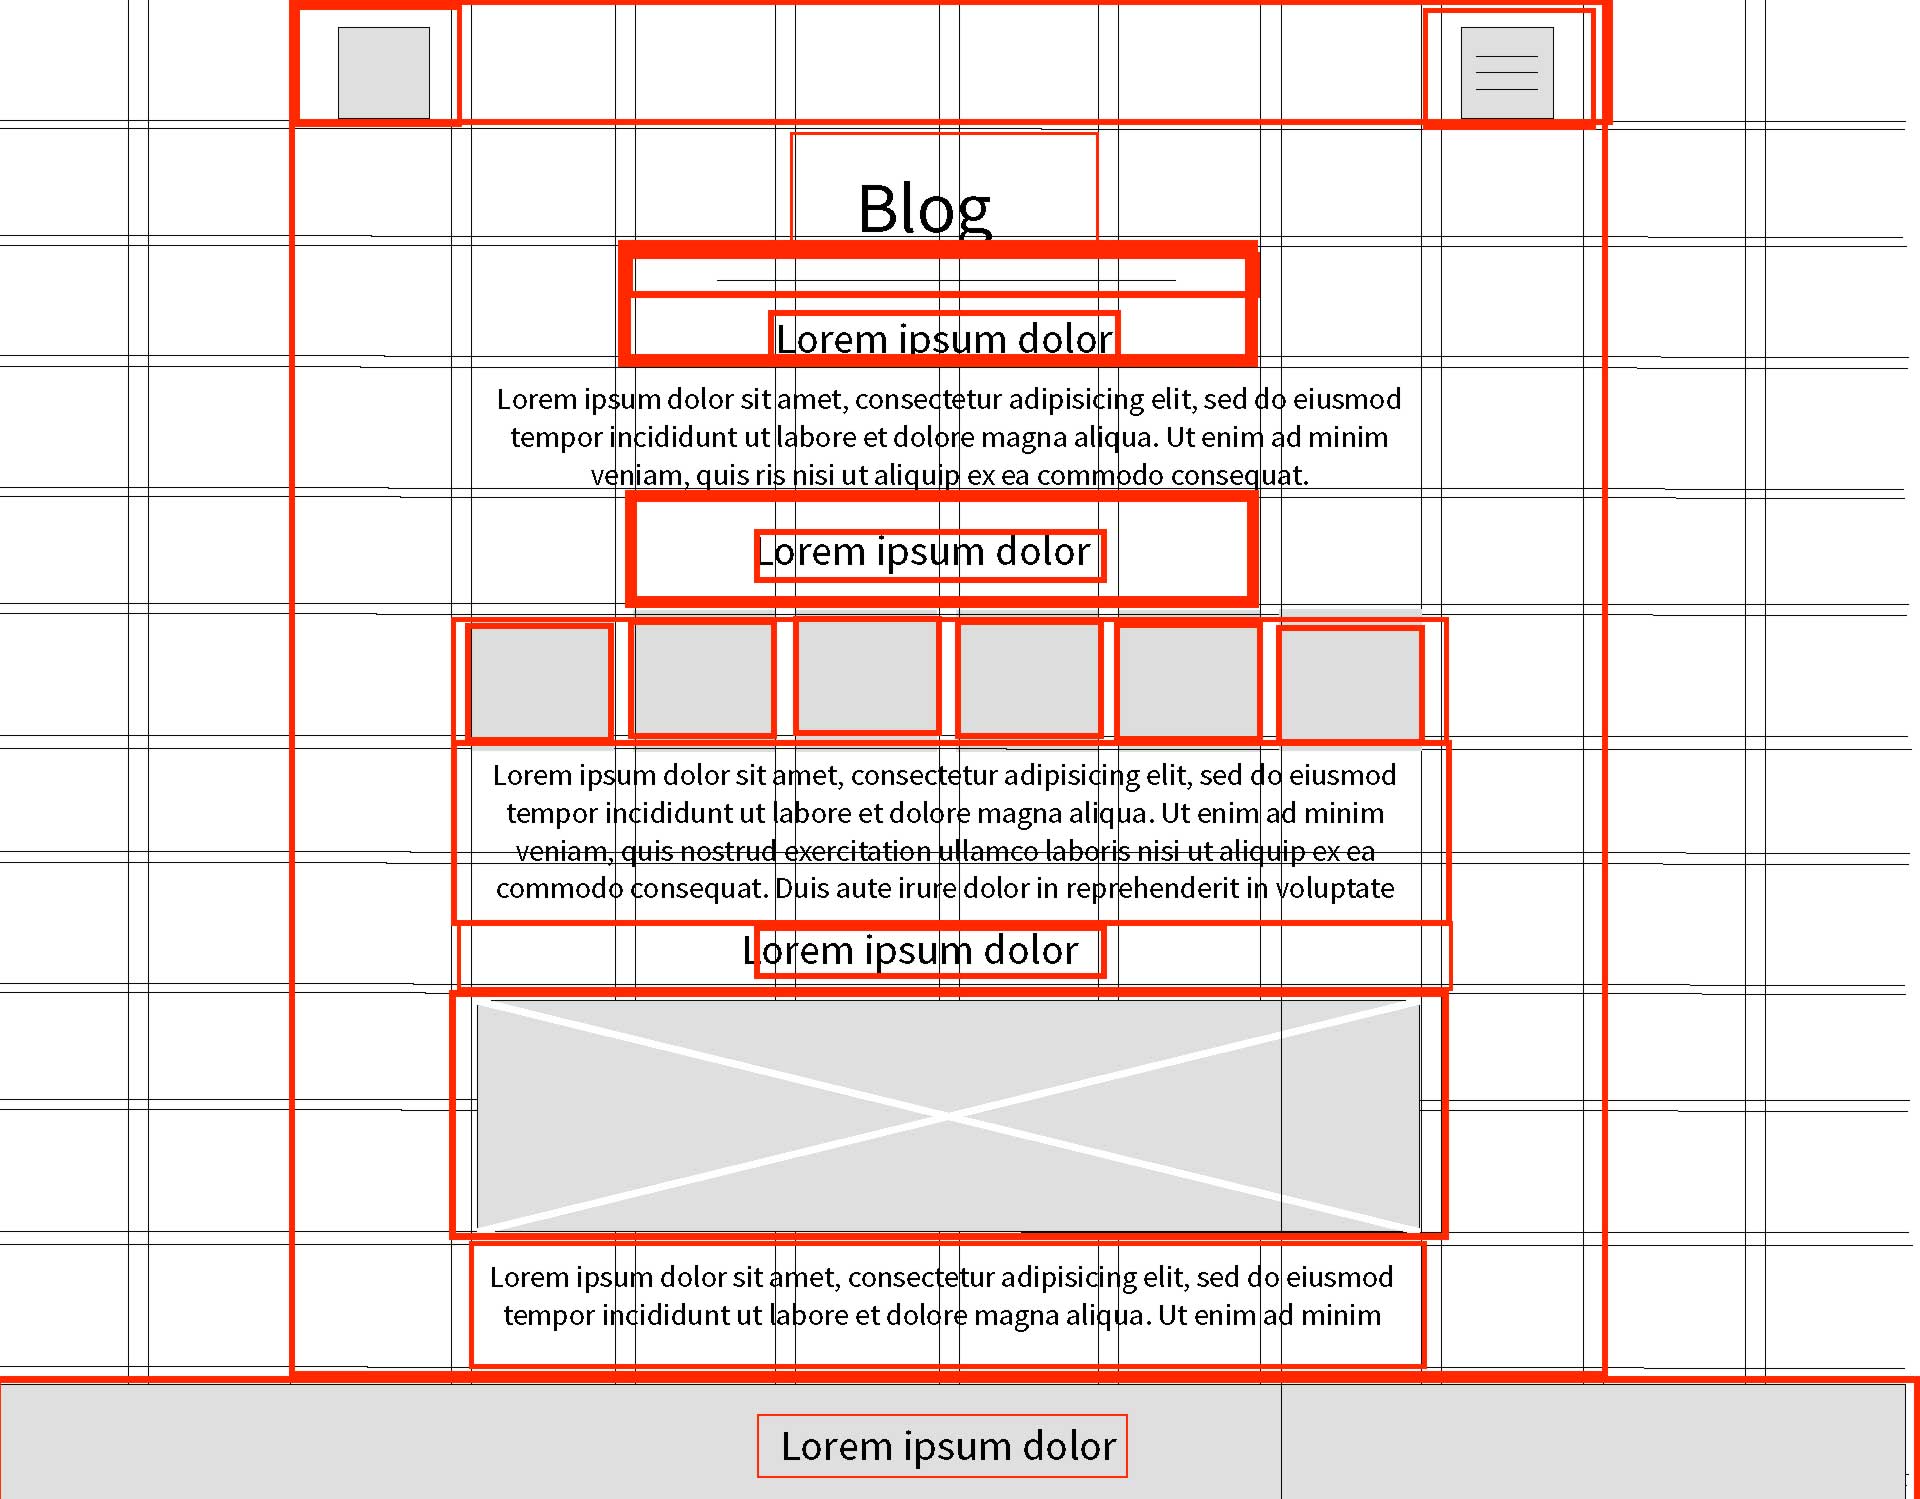 Blog
Lorem ipsum dolor
Lorem ipsum dolor sit amet, consectetur adipisicing elit, sed do eiusmod
tempor incididunt ut labore et dolore magna aliqua. Ut enim ad minim
veniam, quis ris nisi ut aliquip ex ea commodo consequat.
Lorem ipsum dolor
Lorem ipsum dolor sit amet, consectetur adipisicing elit, sed do eiusmod
tempor incididunt ut labore et dolore magna aliqua. Ut enim ad minim
veniam, quis nostrud exercitation ullamco laboris nisi ut aliquip ex ea
commodo consequat. Duis aute irure dolor in reprehenderit in voluptate
Lorem ipsum dolor
Lorem ipsum dolor sit amet, consectetur adipisicing elit, sed do eiusmod
tempor incididunt ut labore et dolore magna aliqua. Ut enim ad minim
Lorem ipsum dolor